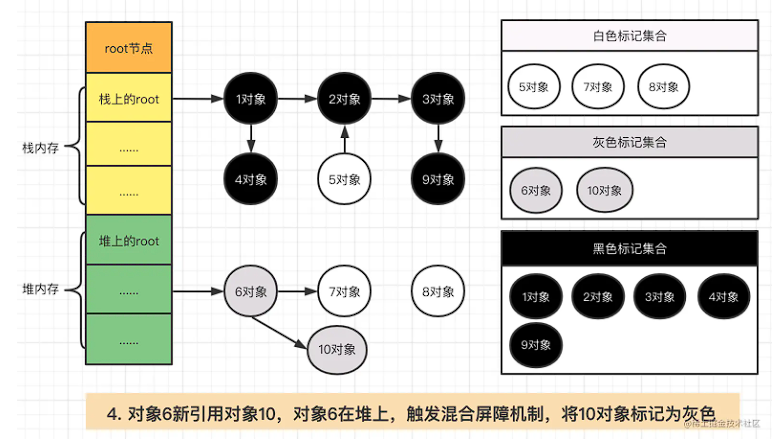 root节点
栈上的root
……
……
堆上的root
……
……
栈内存
堆内存
1对象
2对象
3对象
4对象
5对象
9对象
6对象
7对象
8对象
10对象
白色标记集合
5对象
7对象
8对象
灰色标记集合
6对象
10对象
黑色标记集合
1对象
2对象
3对象
4对象
9对象
4. 对象6新引用对象10，对象6在堆上，触发混合屏障机制，将10对象标记为灰色
@稀土掘金技术社区